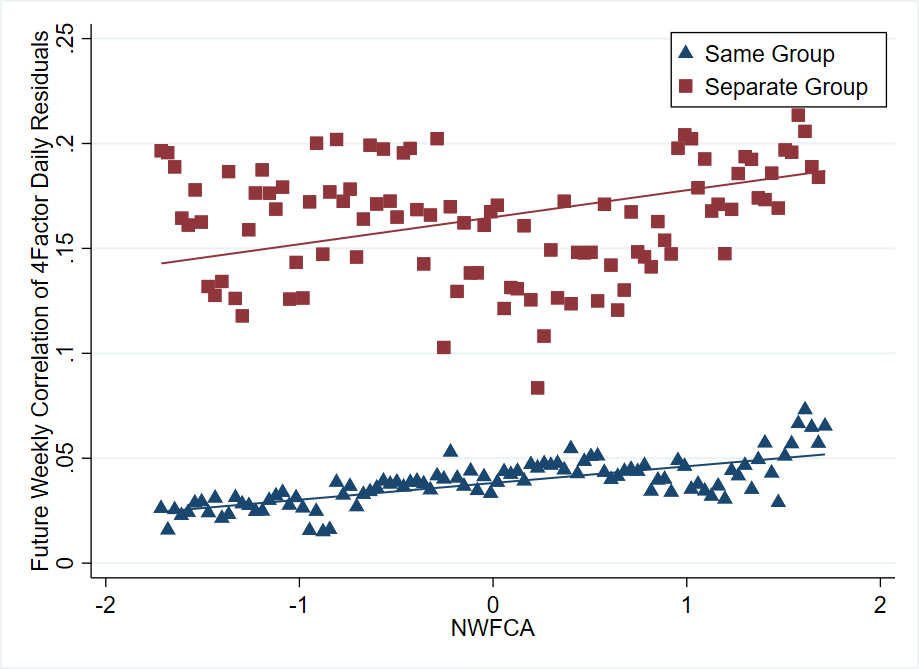 Future Weekly Correlation of 4Factor Daily Residuals
.25
.2
.15
.1
.05
0
Same Group
Separate Group
-2 -1 0 1 2
NWFCA